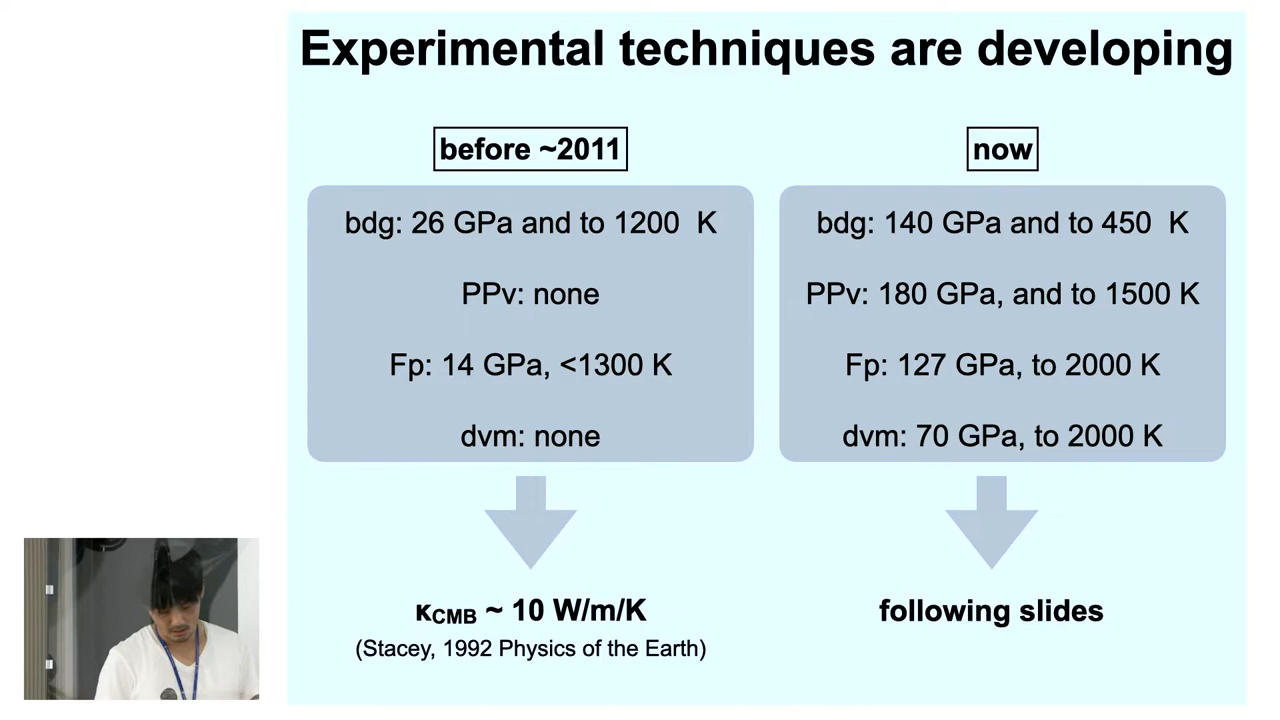 Experimental techniques are developing
before ~2011
bdg: 26 GPa and to 1200 K
PPv: none
Fp: 14 GPa, <1300 K
dvm: none
κCMB ~ 10 W/m/K
(Stacey, 1992 Physics of the Earth)
now
bdg: 140 GPa and to 450 K
PPv: 180 GPa, and to 1500 K
Fp: 127 GPa, to 2000 K
dvm: 70 GPa, to 2000 K
following slides